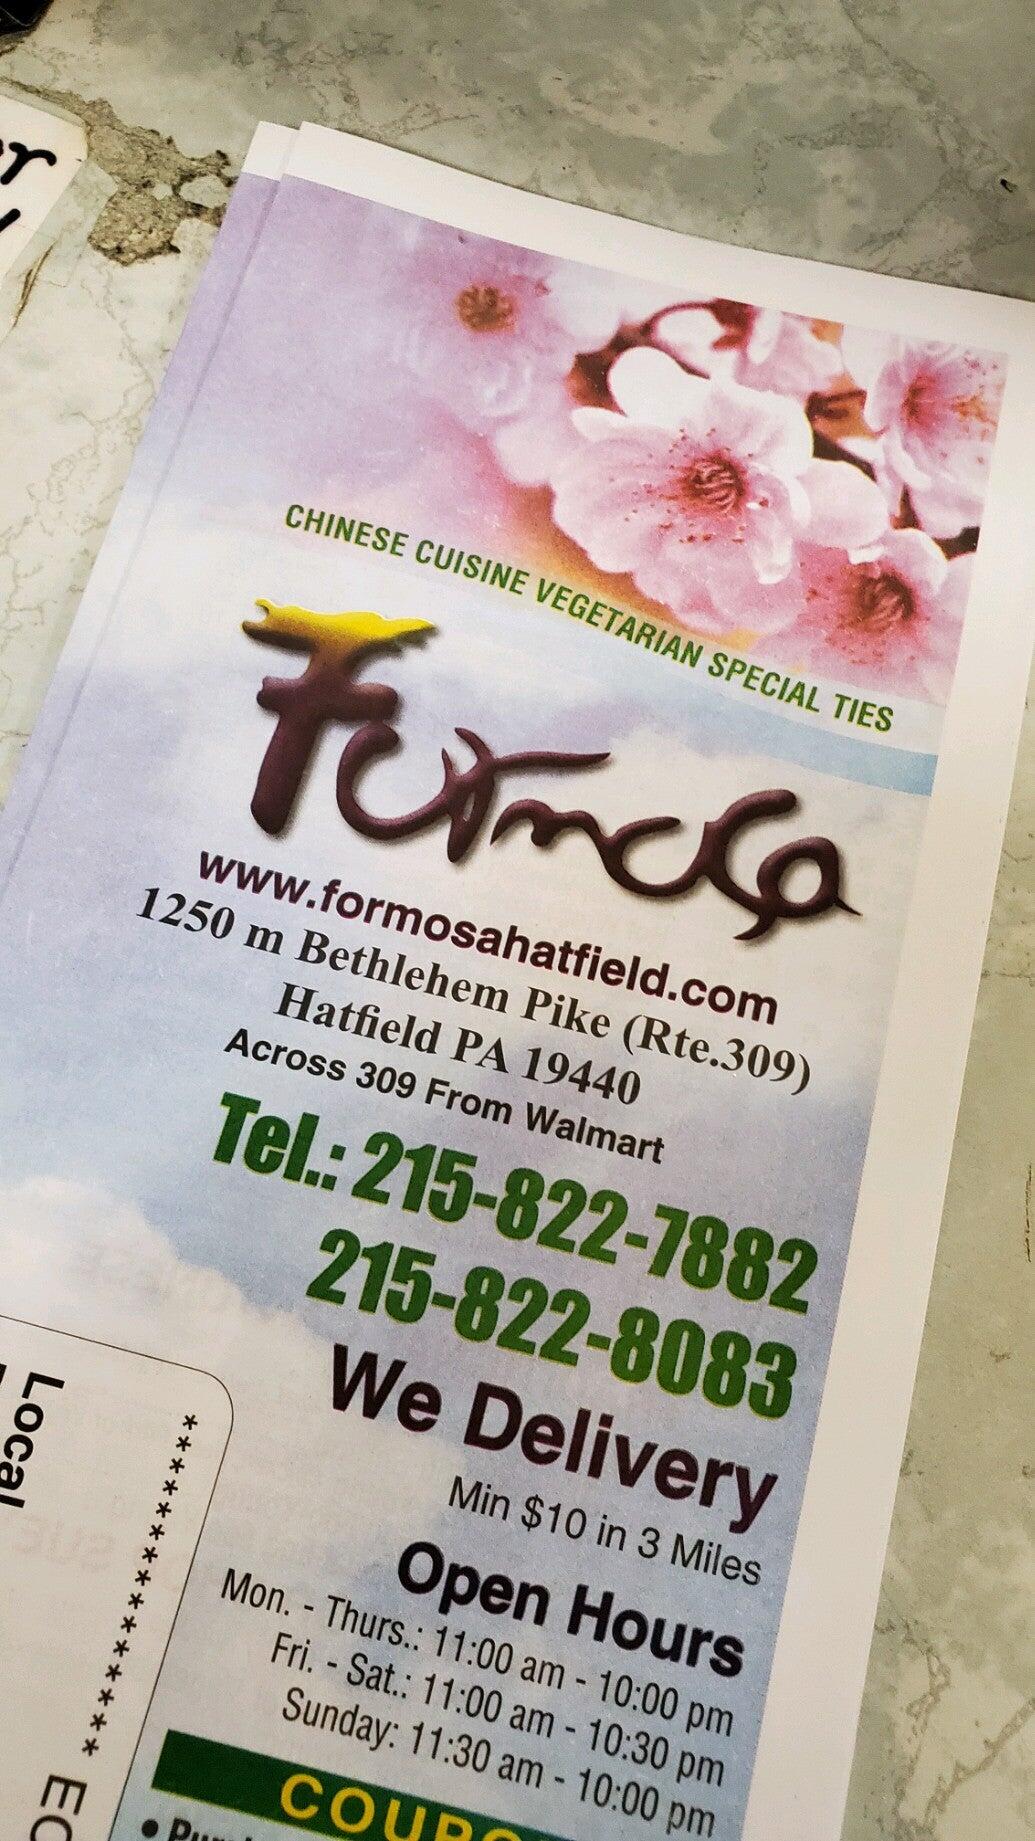 CHINESE CUISINE VEGETARIAN SPECIAL TIES
Formosa
www.formosahatfield.com
1250 m Bethlehem Pike (Rte.309)
Hatfield PA 19440
Across 309 From Walmart
Tel.: 215-822-7882
215-822-8083
We Delivery
Min $10 in 3 Miles
Open Hours
Mon. - Thurs.: 11:00 am - 10:00 pm
Fri. - Sat.: 11:00 am - 10:30 pm
Sunday: 11:30 am - 10:00 pm
Local